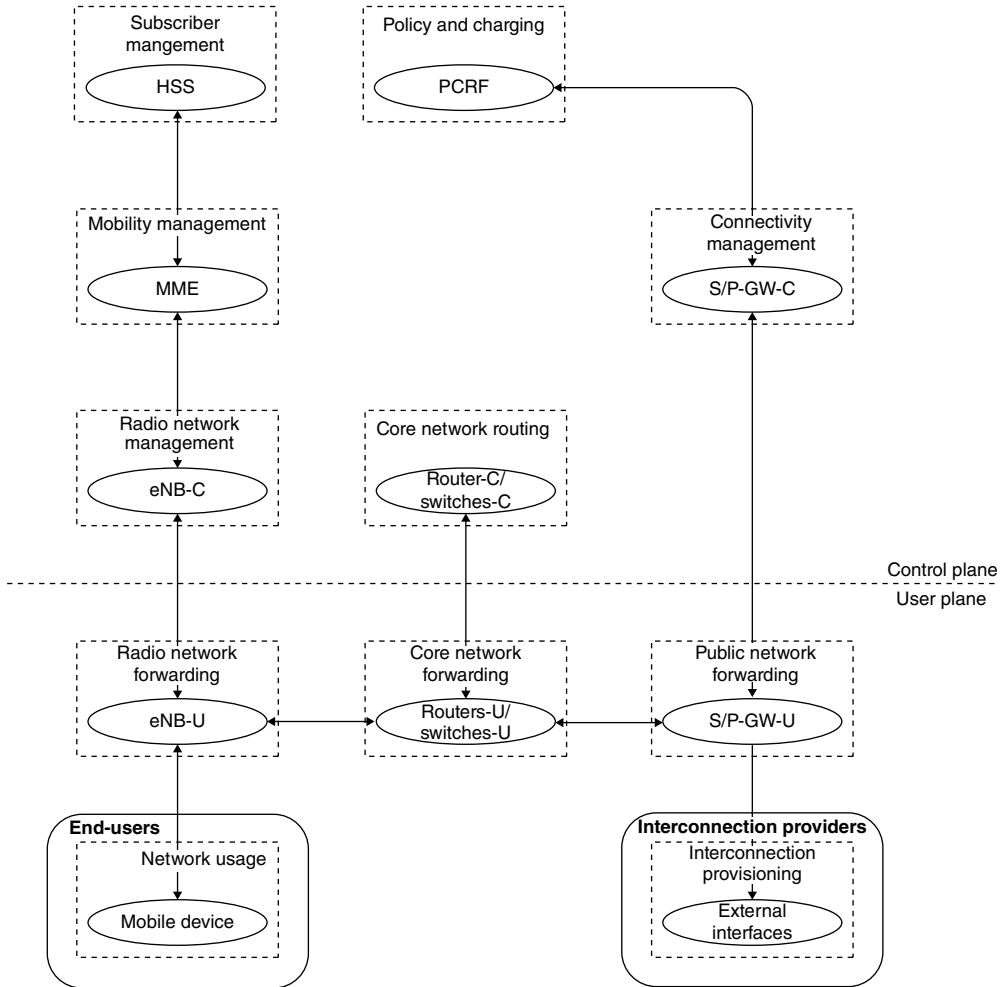 Subscriber
mangement
HSS
Policy and charging
PCRF
Mobility management
MME
Connectivity
management
S/P-GW-C
Radio network
management
eNB-C
Core network routing
Router-C/
switches-C
Control plane
User plane
Radio network
forwarding
eNB-U
Core network
forwarding
Routers-U/
switches-U
Public network
forwarding
S/P-GW-U
End-users
Network usage
Mobile device
Interconnection providers
Interconnection
provisioning
External
interfaces